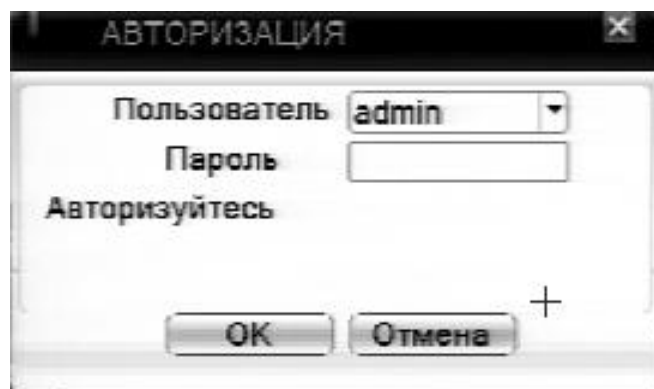 АВТОРИЗАЦИЯ
Пользователь admin
Пароль
Авторизуйтесь
OK Отмена